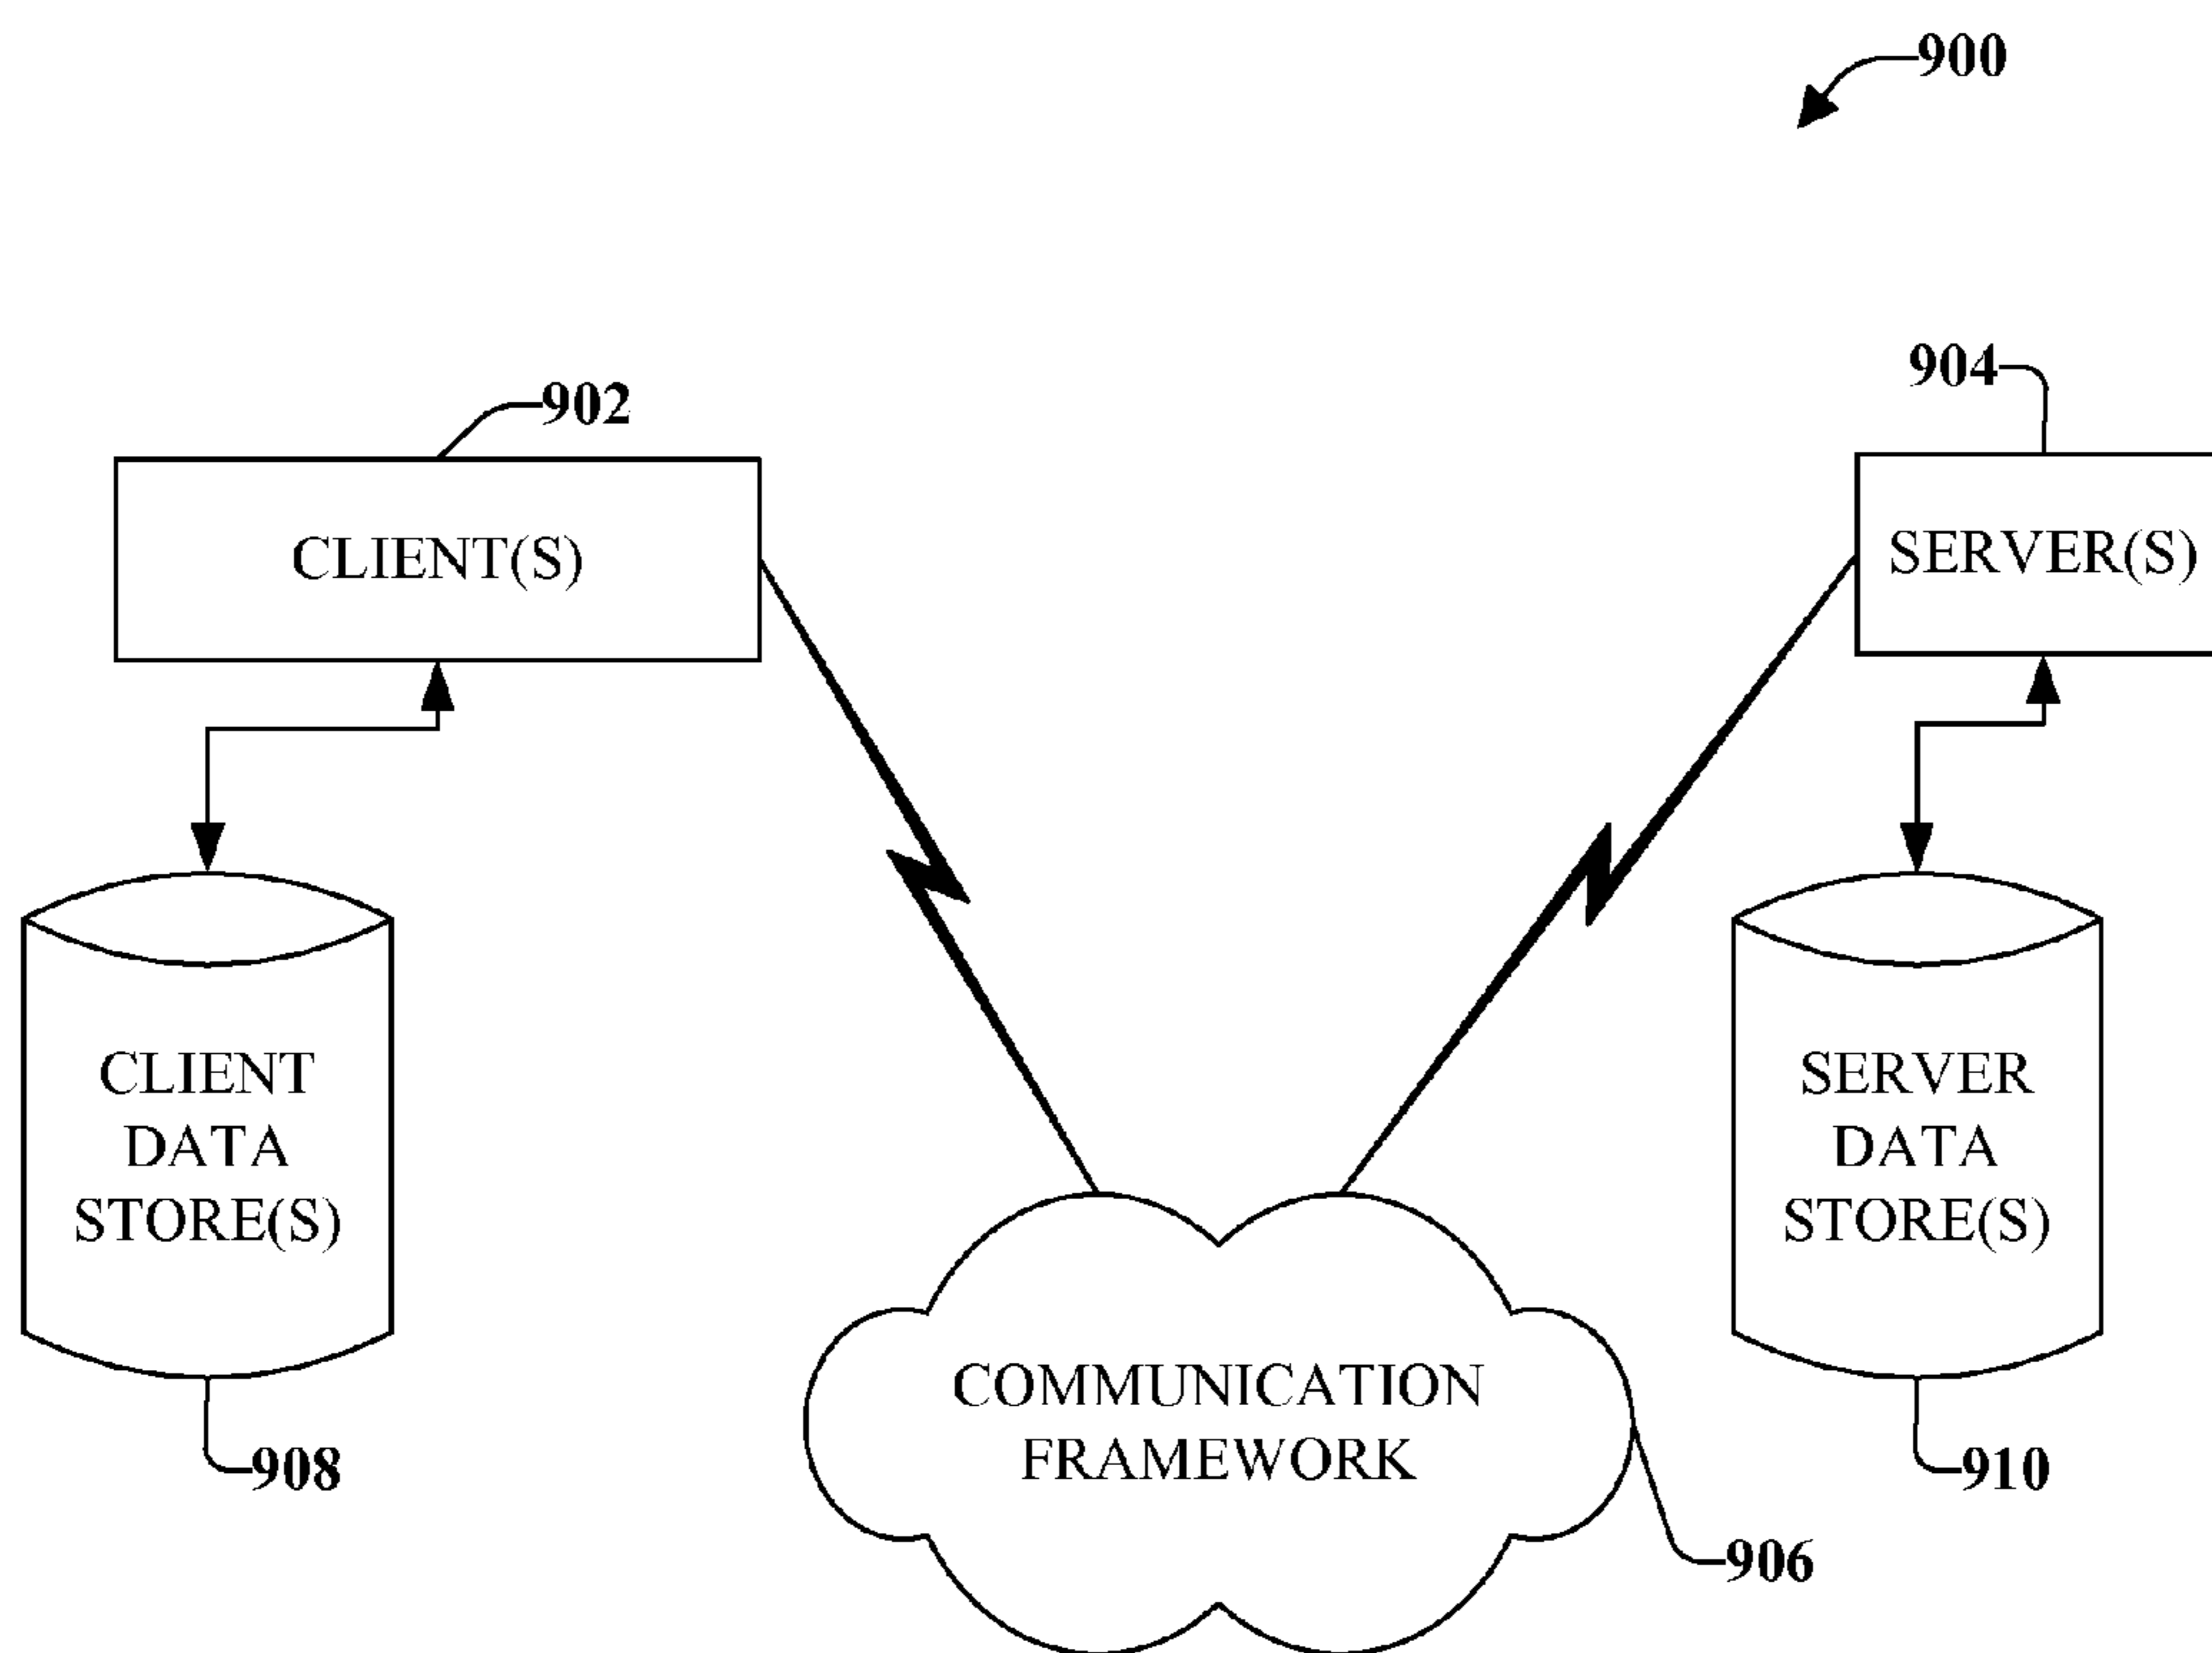 900
902
904
CLIENT(S)
SERVER(S)
CLIENT
DATA
STORE(S)
SERVER
DATA
STORE(S)
COMMUNICATION
FRAMEWORK
908
910
906